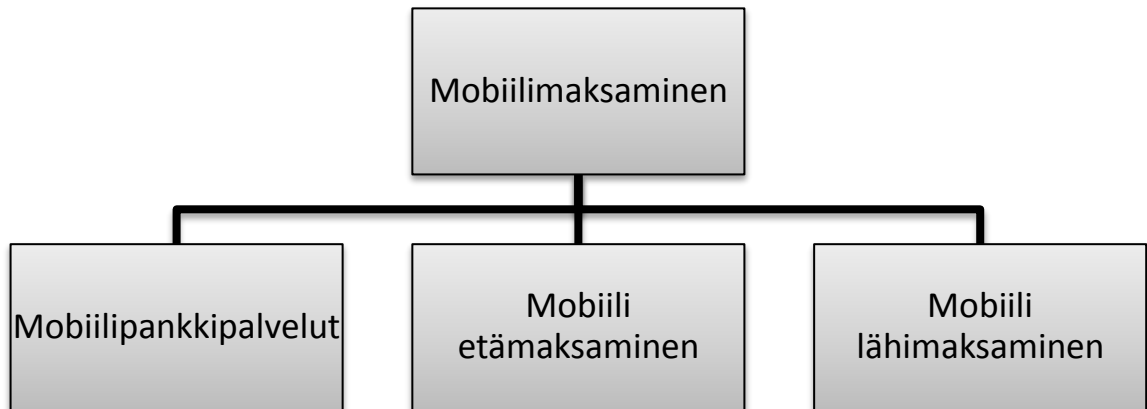 Mobiilimaksaminen
Mobiilipankkipalvelut
Mobiili
etämaksaminen
Mobiili
lähimaksaminen